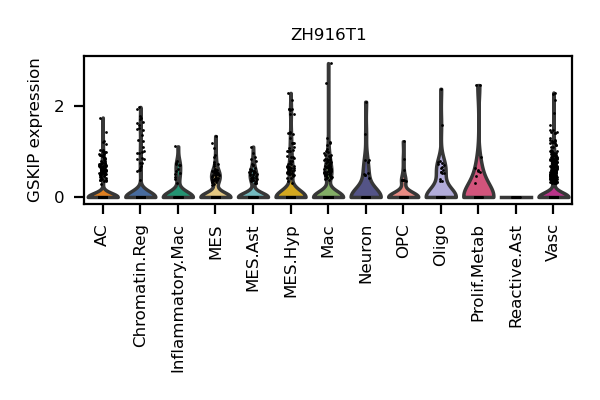 ZH916T1
GSKIP expression
2
0
AC
Chromatin.Reg
Inflammatory.Mac
MES
MES.Ast
MES.Hyp
Mac
Neuron
OPC
Oligo
Prolif.Metab
Reactive.Ast
Vasc